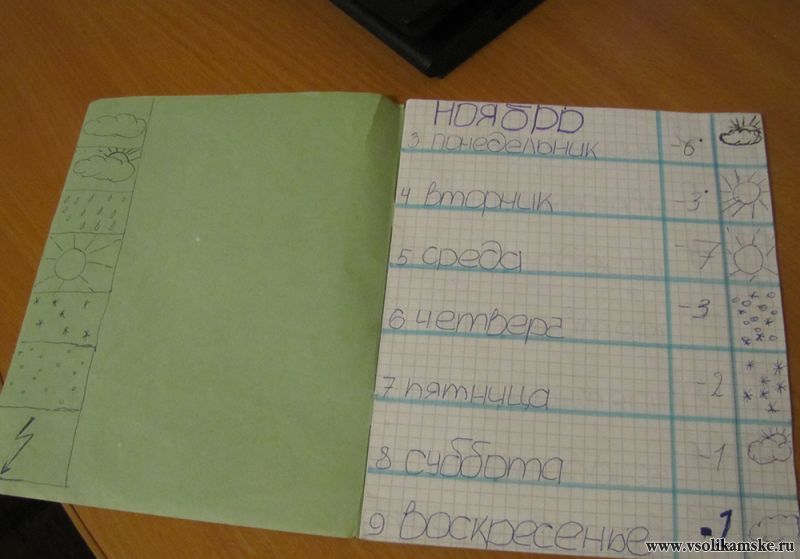 НОЯБРЬ
3 понедельник -6°
4 вторник -3°
5 среда -7
6 четверг -3
7 пятница -2
8 суббота -1
9 воскресенье -1
www.vsolikamske.ru